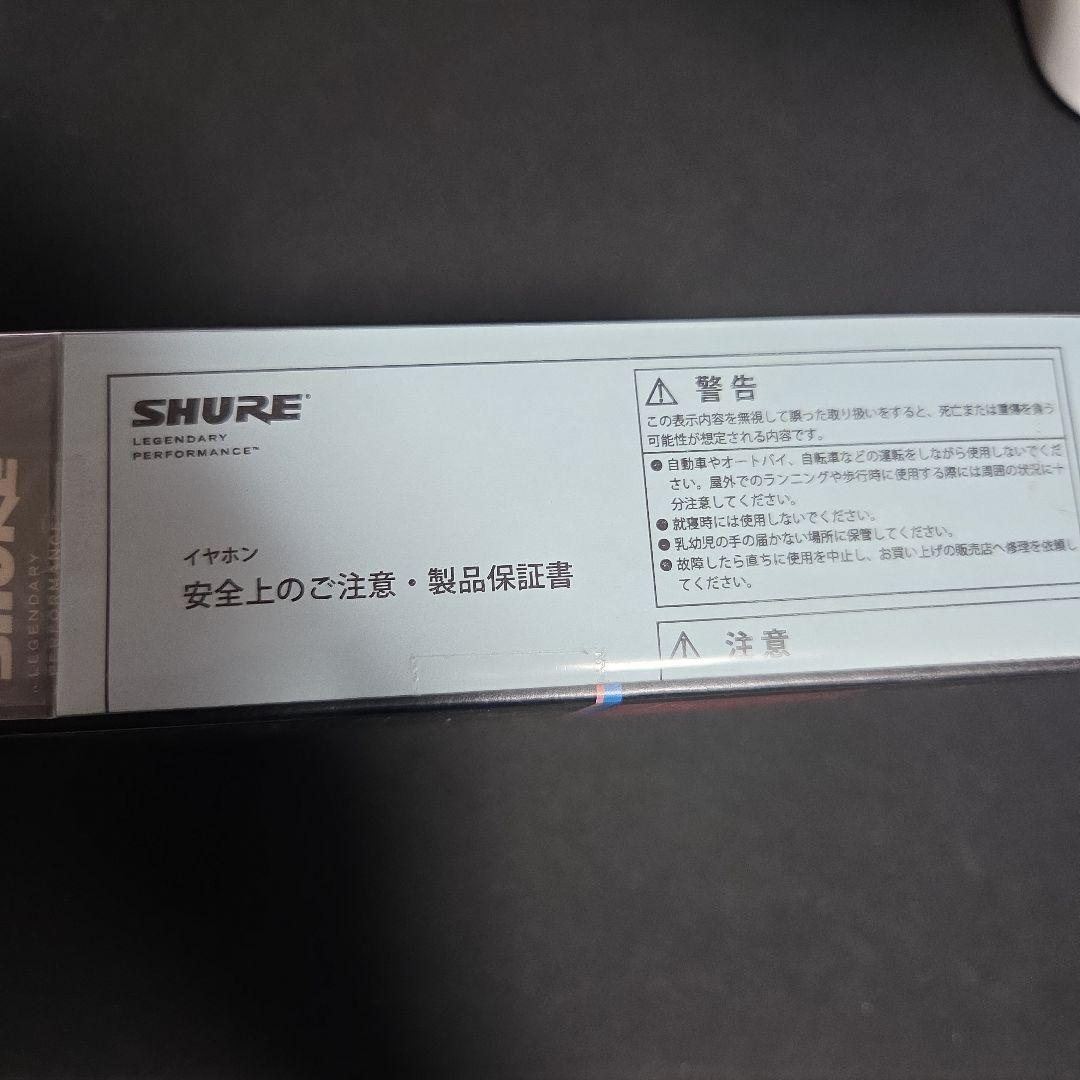 SHURE
LEGENDARY
PERFORMANCE™
イヤホン
安全上のご注意・製品保証書
警告
この表示内容を無視して誤った取り扱いをすると、死亡または重傷を負う
可能性が想定される内容です。
● 自動車やオートバイ、自転車などの運転をしながら使用しないでくだ
さい。屋外でのランニングや歩行時に使用する際には周囲の状況に十
分注意してください。
● 就寝時には使用しないでください。
● 乳幼児の手の届かない場所に保管してください。
● 故障したら直ちに使用を中止し、お買い上げの販売店へ修理を依頼し
てください。
注意
SHURE
LEGENDARY
PERFORMANCE